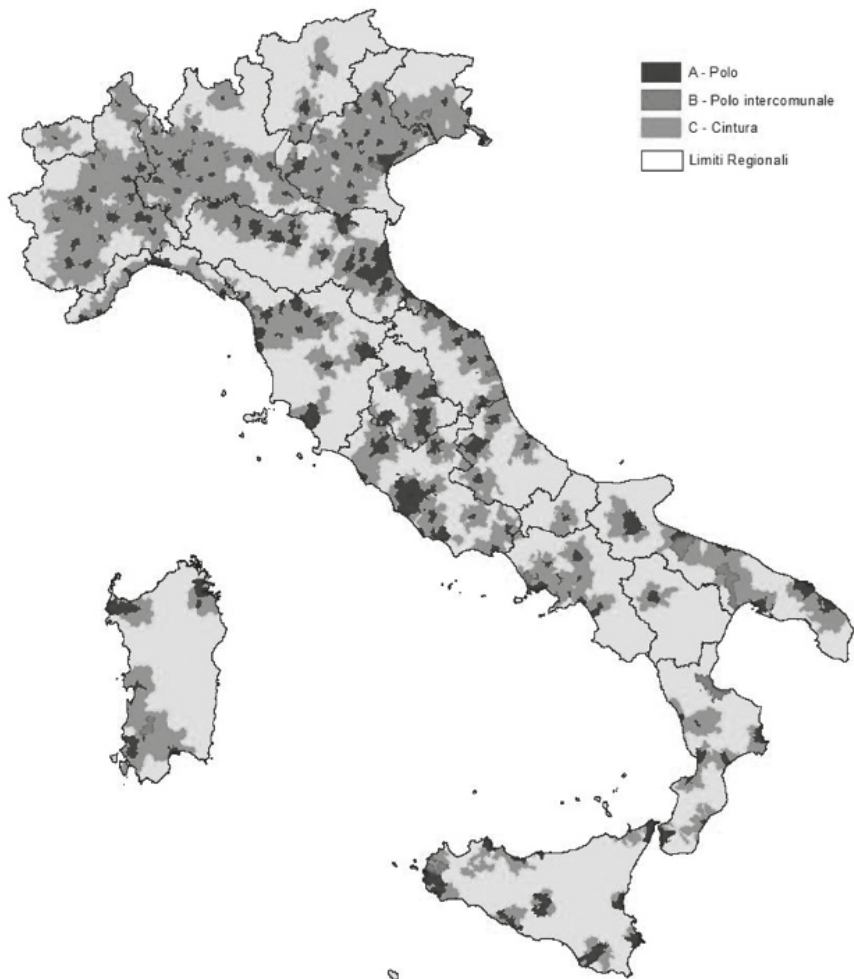 A - Polo
B - Polo intercomunale
C - Cintura
Limiti Regionali